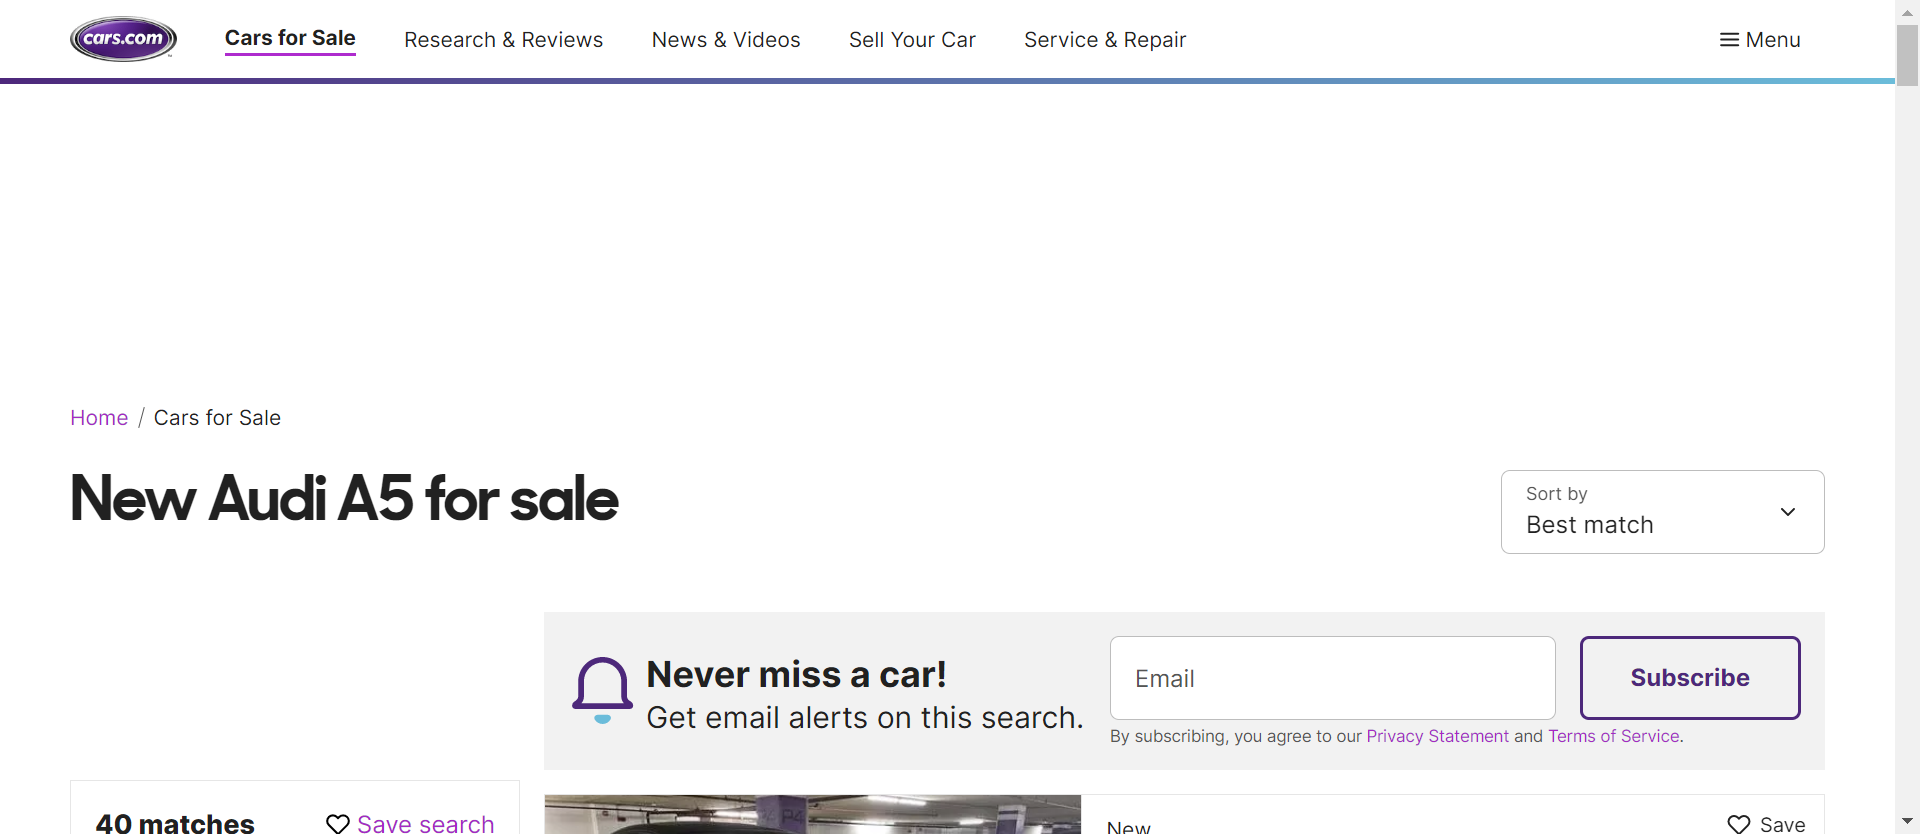 cars.com
Cars for Sale
Research & Reviews
News & Videos
Sell Your Car
Service & Repair
Menu
Home / Cars for Sale
New Audi A5 for sale
Sort by
Best match
Never miss a car!
Get email alerts on this search.
Email
Subscribe
By subscribing, you agree to our Privacy Statement and Terms of Service.
40 matches
Save search
P4
New
Save